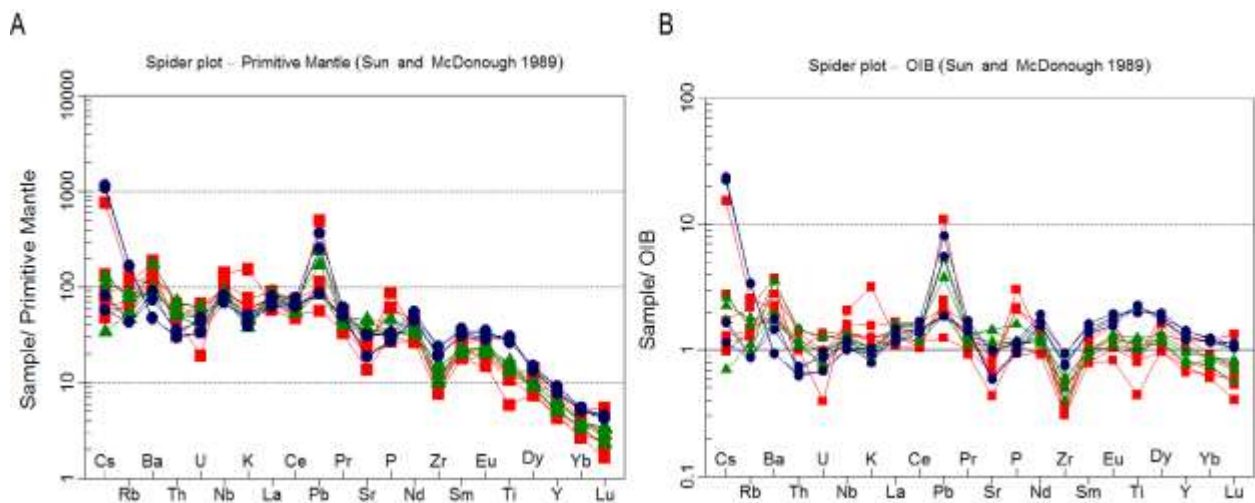 A
Spider plot – Primitive Mantle (Sun and McDonough 1989)
Sample/ Primitive Mantle
10000
1000
100
10
1
Cs Ba U K Ce P Zr Eu Dy Yb
Rb Th Nb La Pb Pr Sr Nd Sm Ti Y Lu
B
Spider plot – OIB (Sun and McDonough 1989)
Sample/ OIB
100
10
1
0.1
Cs Ba U K Ce P Zr Eu Dy Yb
Rb Th Nb La Pb Pr Sr Nd Sm Ti Y Lu